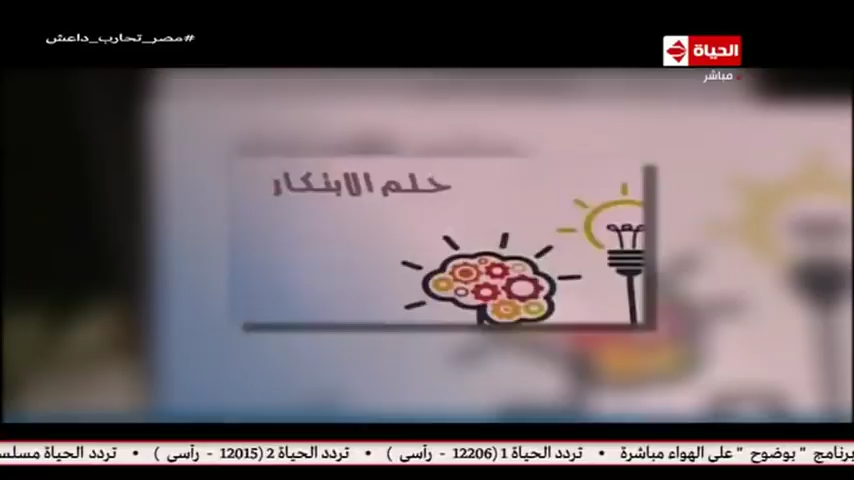 #مصر_تحارب_داعش
الحياة
مباشر
حلم الابتكار
برنامج " بوضوح " على الهواء مباشرة • تردد الحياة 1 (12206 - رأسى ) • تردد الحياة 2 (12015 - رأسى ) • تردد الحياة مسلسـ